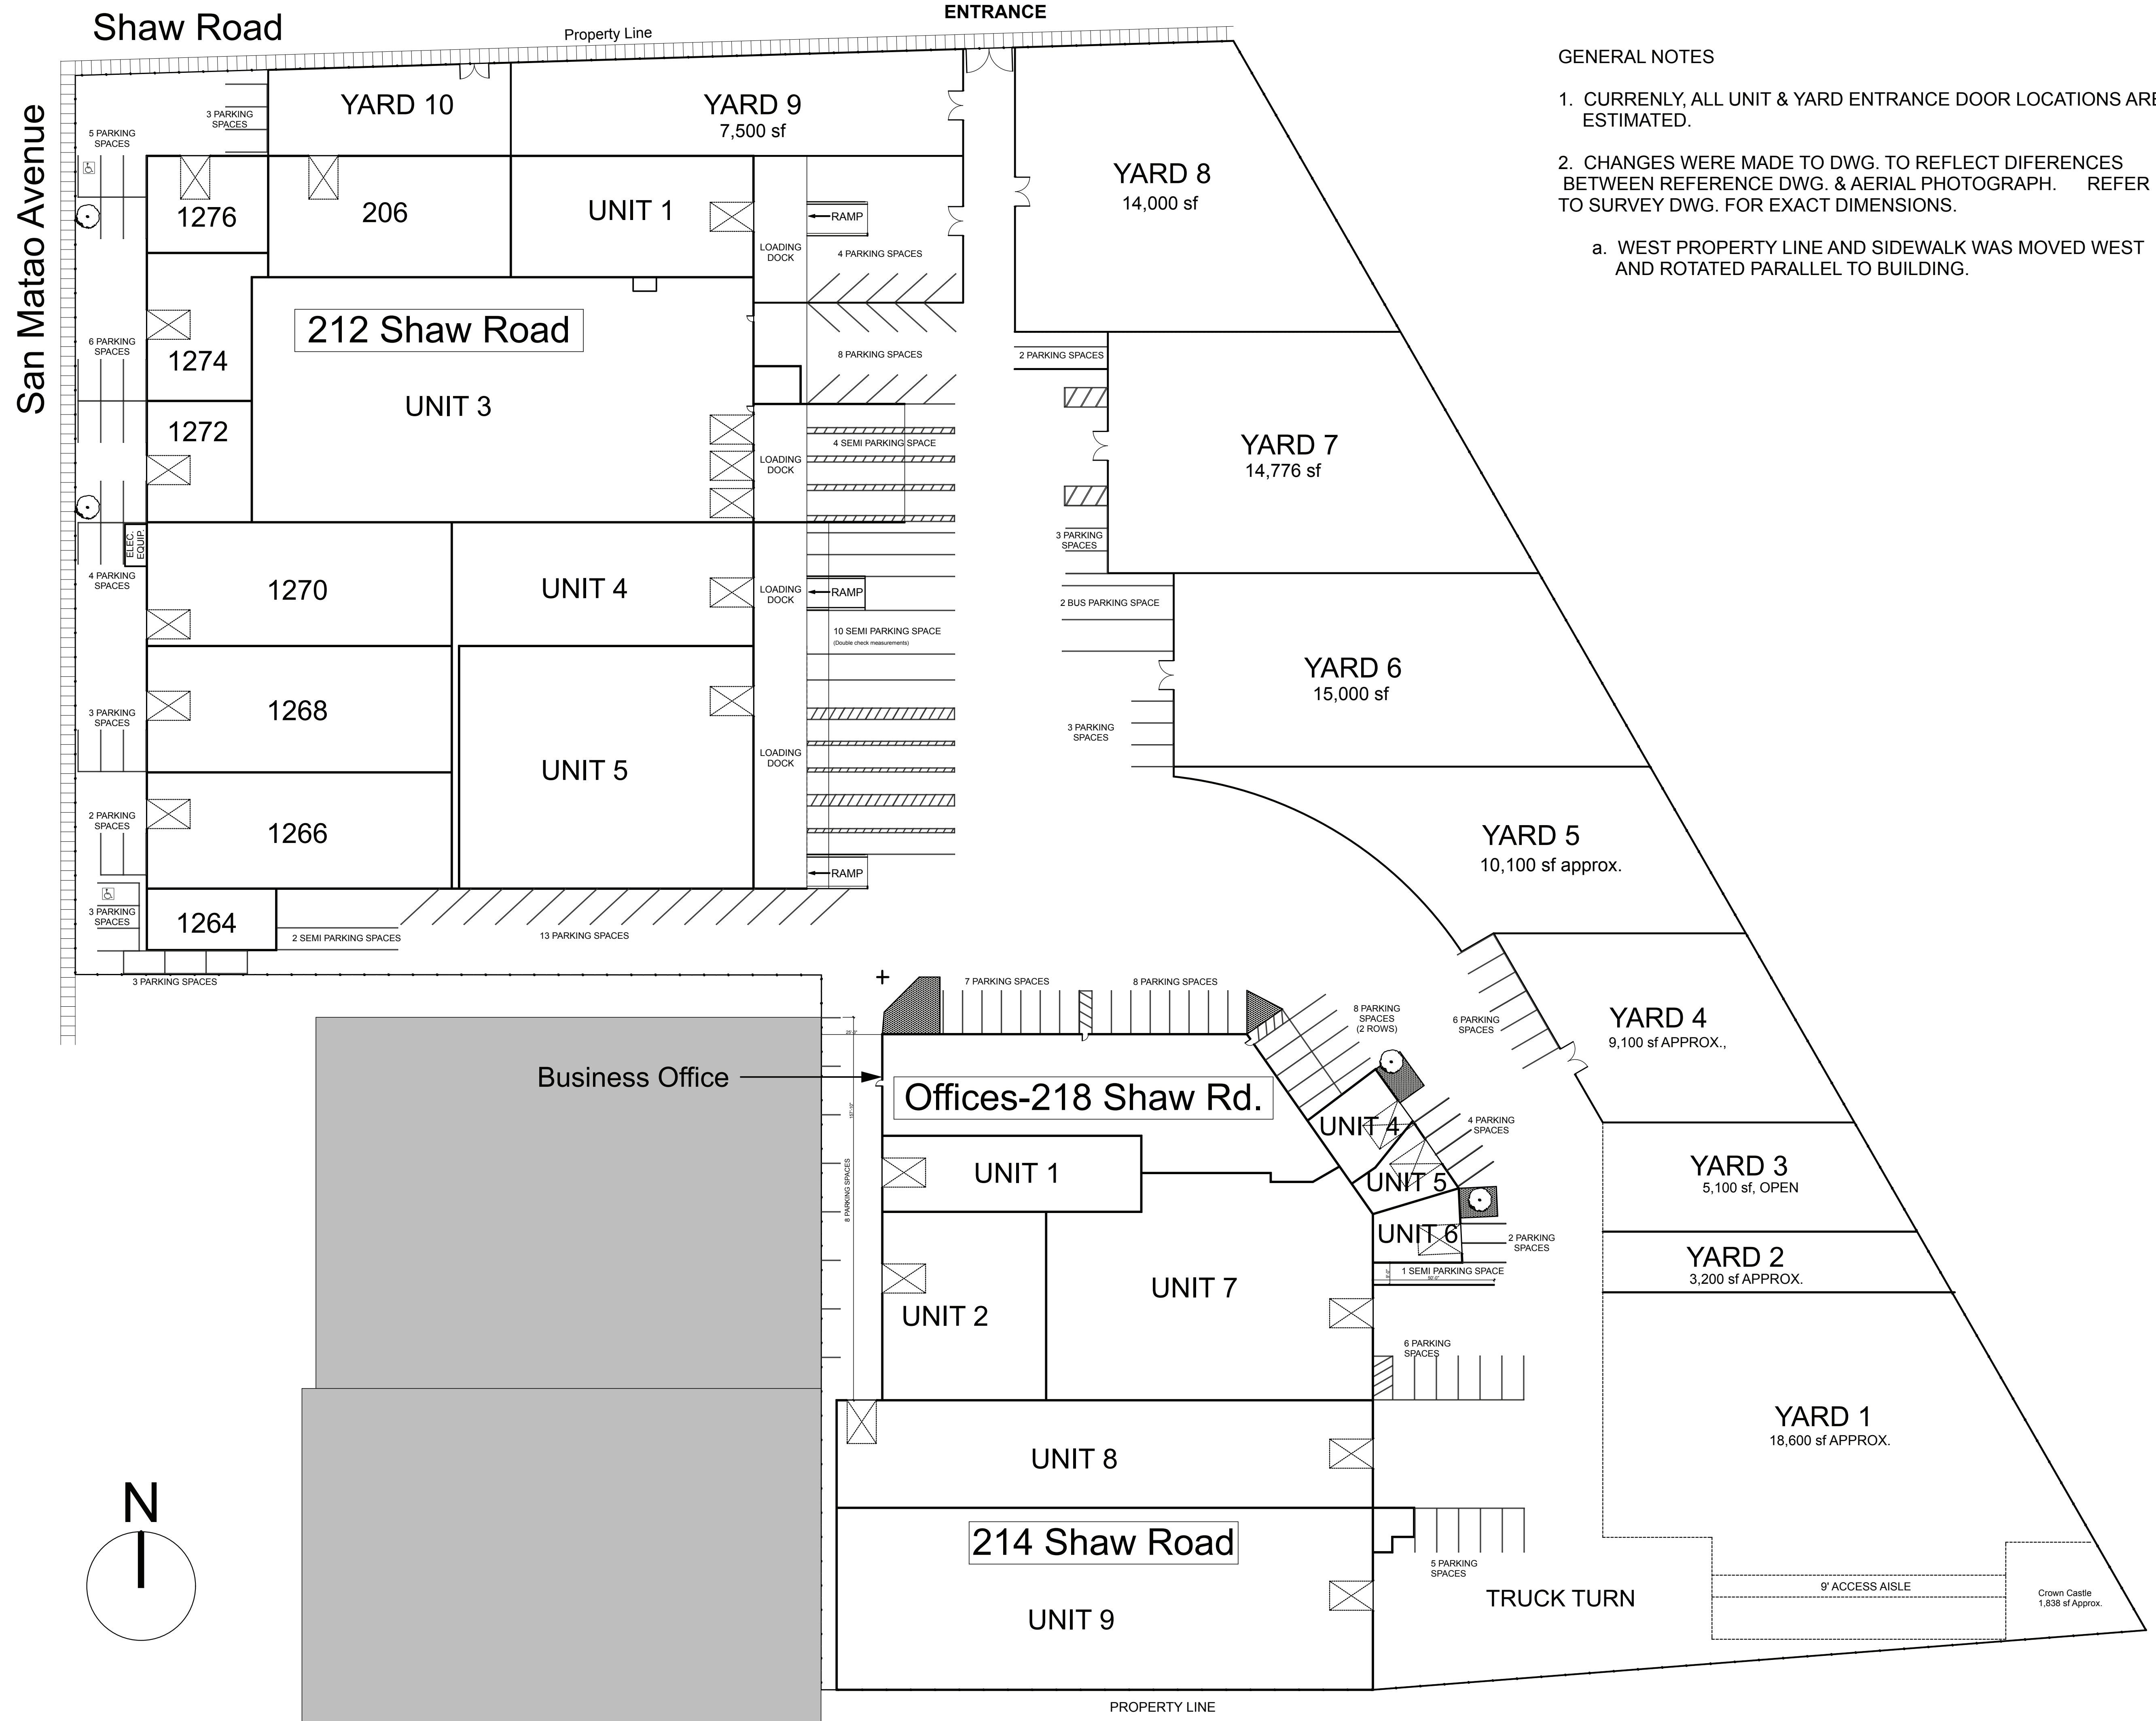 Shaw Road
ENTRANCE
Property Line
San Matao Avenue
GENERAL NOTES
1. CURRENLY, ALL UNIT & YARD ENTRANCE DOOR LOCATIONS ARE
ESTIMATED.
2. CHANGES WERE MADE TO DWG. TO REFLECT DIFERENCES
BETWEEN REFERENCE DWG. & AERIAL PHOTOGRAPH. REFER
TO SURVEY DWG. FOR EXACT DIMENSIONS.
a. WEST PROPERTY LINE AND SIDEWALK WAS MOVED WEST
AND ROTATED PARALLEL TO BUILDING.
YARD 10
YARD 9
7,500 sf
3 PARKING
SPACES
5 PARKING
SPACES
YARD 8
14,000 sf
1276
206
UNIT 1
RAMP
LOADING
DOCK
4 PARKING SPACES
212 Shaw Road
6 PARKING
SPACES
1274
8 PARKING SPACES
2 PARKING SPACES
UNIT 3
1272
4 SEMI PARKING SPACE
LOADING
DOCK
YARD 7
14,776 sf
ELEC.
EQUIP.
3 PARKING
SPACES
4 PARKING
SPACES
1270
UNIT 4
LOADING
DOCK
RAMP
2 BUS PARKING SPACE
10 SEMI PARKING SPACE
(Double check measurements)
YARD 6
15,000 sf
3 PARKING
SPACES
1268
3 PARKING
SPACES
UNIT 5
LOADING
DOCK
2 PARKING
SPACES
1266
YARD 5
10,100 sf approx.
RAMP
3 PARKING
SPACES
1264
2 SEMI PARKING SPACES
13 PARKING SPACES
3 PARKING SPACES
7 PARKING SPACES
8 PARKING SPACES
8 PARKING
SPACES
(2 ROWS)
6 PARKING
SPACES
YARD 4
9,100 sf APPROX.,
25'-0"
Business Office
Offices-218 Shaw Rd.
UNIT 4
4 PARKING
SPACES
8 PARKING SPACES
UNIT 1
UNIT 5
YARD 3
5,100 sf, OPEN
UNIT 6
2 PARKING
SPACES
YARD 2
3,200 sf APPROX.
1 SEMI PARKING SPACE
50'-0"
UNIT 7
UNIT 2
6 PARKING
SPACES
YARD 1
18,600 sf APPROX.
UNIT 8
N
214 Shaw Road
5 PARKING
SPACES
TRUCK TURN
9' ACCESS AISLE
Crown Castle
1,838 sf Approx.
UNIT 9
PROPERTY LINE